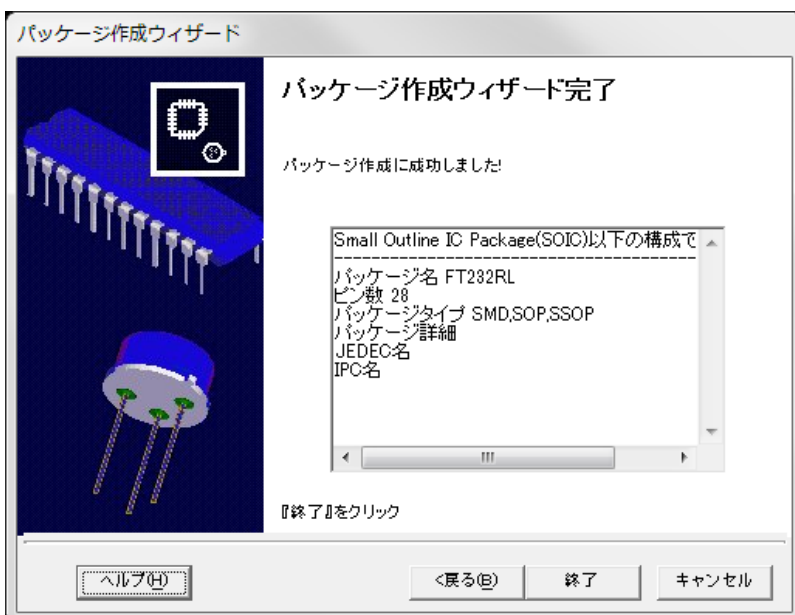 パッケージ作成ウィザード
パッケージ作成ウィザード完了
パッケージ作成に成功しました!
Small Outline IC Package(SOIC)以下の構成で
----------------------------------------
パッケージ名 FT232RL
ピン数 28
パッケージタイプ SMD,SOP,SSOP
パッケージ詳細
JEDEC名
IPC名
『終了』をクリック
ヘルプ(H)
<戻る(B)
終了
キャンセル